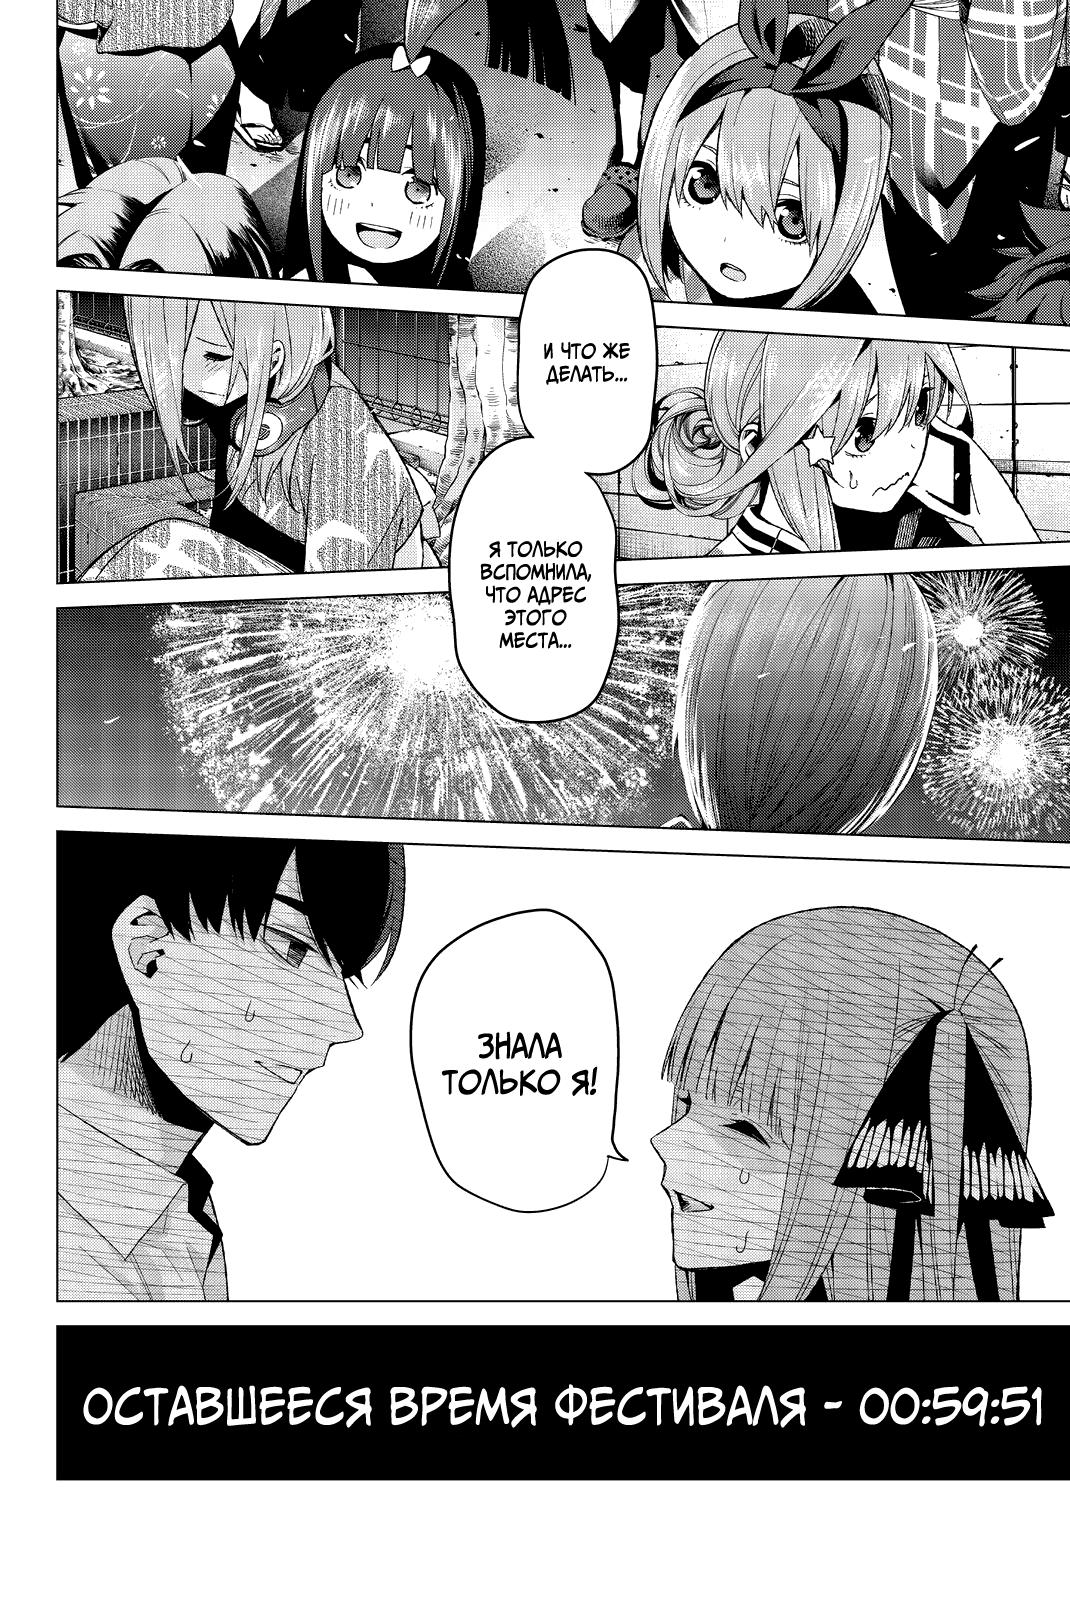 И ЧТО ЖЕ
ДЕЛАТЬ...
Я ТОЛЬКО
ВСПОМНИЛА,
ЧТО АДРЕС
ЭТОГО
МЕСТА...
ЗНАЛА
ТОЛЬКО Я!
ОСТАВШЕЕСЯ ВРЕМЯ ФЕСТИВАЛЯ - 00:59:51